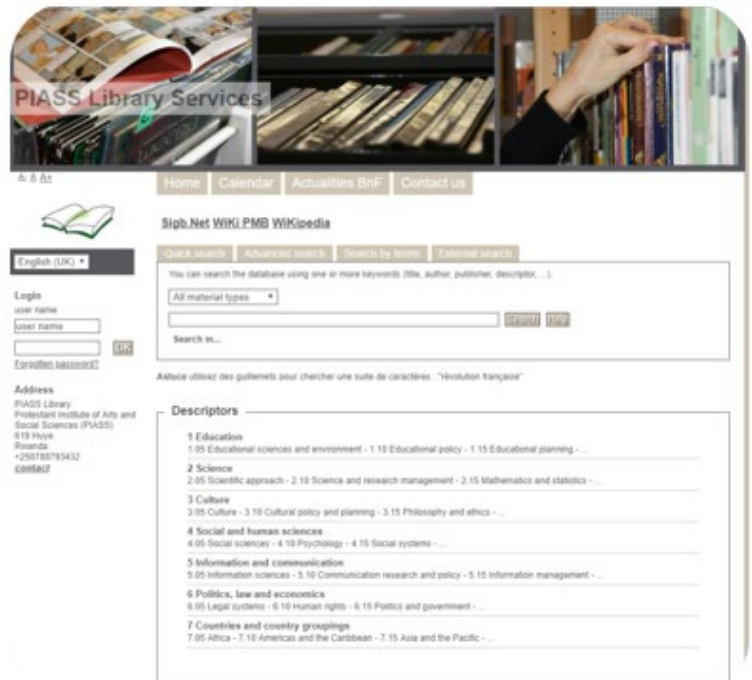 PIASS Library Services
A- A A+
Home Calendar Actualities BnF Contact us
Sigb.Net WiKi PMB WiKipedia
English (UK)
Quick search Advanced search Search by terms External search
You can search the database using one or more keywords (title, author, publisher, descriptor, ...).
All material types
Search Help
Search in...
Login
user name
user name
OK
Forgotten password?
Astuce utilisez des guillemets pour chercher une suite de caractères : "révolution française"
Address
PIASS Library
Protestant Institute of Arts and
Social Sciences (PIASS)
619 Huye
Rwanda
+250788793432
contact
Descriptors
1 Education
1.05 Educational sciences and environment - 1.10 Educational policy - 1.15 Educational planning - ...
2 Science
2.05 Scientific approach - 2.10 Science and research management - 2.15 Mathematics and statistics - ...
3 Culture
3.05 Culture - 3.10 Cultural policy and planning - 3.15 Philosophy and ethics - ...
4 Social and human sciences
4.05 Social sciences - 4.10 Psychology - 4.15 Social systems - ...
5 Information and communication
5.05 Information sciences - 5.10 Communication research and policy - 5.15 Information management - ...
6 Politics, law and economics
6.05 Legal systems - 6.10 Human rights - 6.15 Politics and government - ...
7 Countries and country groupings
7.05 Africa - 7.10 Americas and the Caribbean - 7.15 Asia and the Pacific - ...